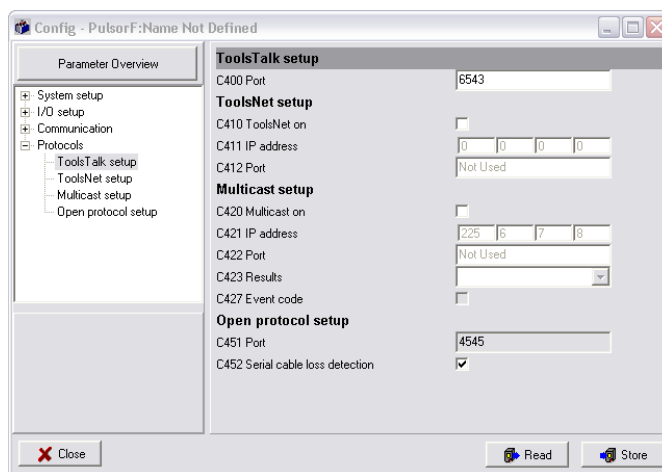 Config - PulsorF:Name Not Defined
Parameter Overview
System setup
I/O setup
Communication
Protocols
ToolsTalk setup
ToolsNet setup
Multicast setup
Open protocol setup
ToolsTalk setup
C400 Port 6543
ToolsNet setup
C410 ToolsNet on
C411 IP address 0 0 0 0
C412 Port Not Used
Multicast setup
C420 Multicast on
C421 IP address 225 6 7 8
C422 Port Not Used
C423 Results
C427 Event code
Open protocol setup
C451 Port 4545
C452 Serial cable loss detection
Close Read Store